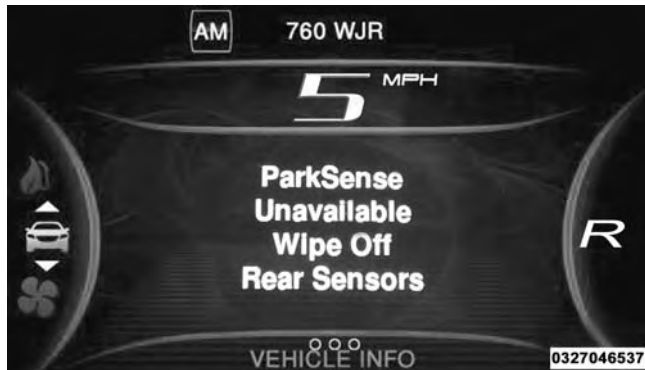 AM 760 WJR
5 MPH
ParkSense
Unavailable
Wipe Off
Rear Sensors
R
VEHICLE INFO
0327046537